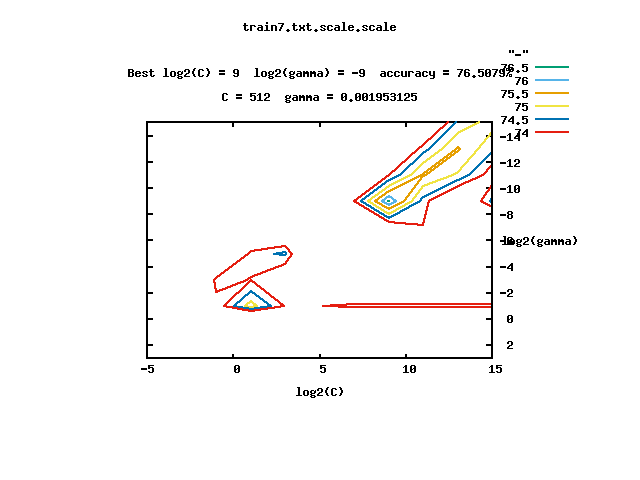 train7.txt.scale.scale
"-"
Best log2(C) = 9 log2(gamma) = -9 accuracy = 76.5079%
76.5
76
C = 512 gamma = 0.001953125
75.5
75
74.5
74
-14
-12
-10
-8
-6
log2(gamma)
-4
-2
0
2
-5 0 5 10 15
log2(C)